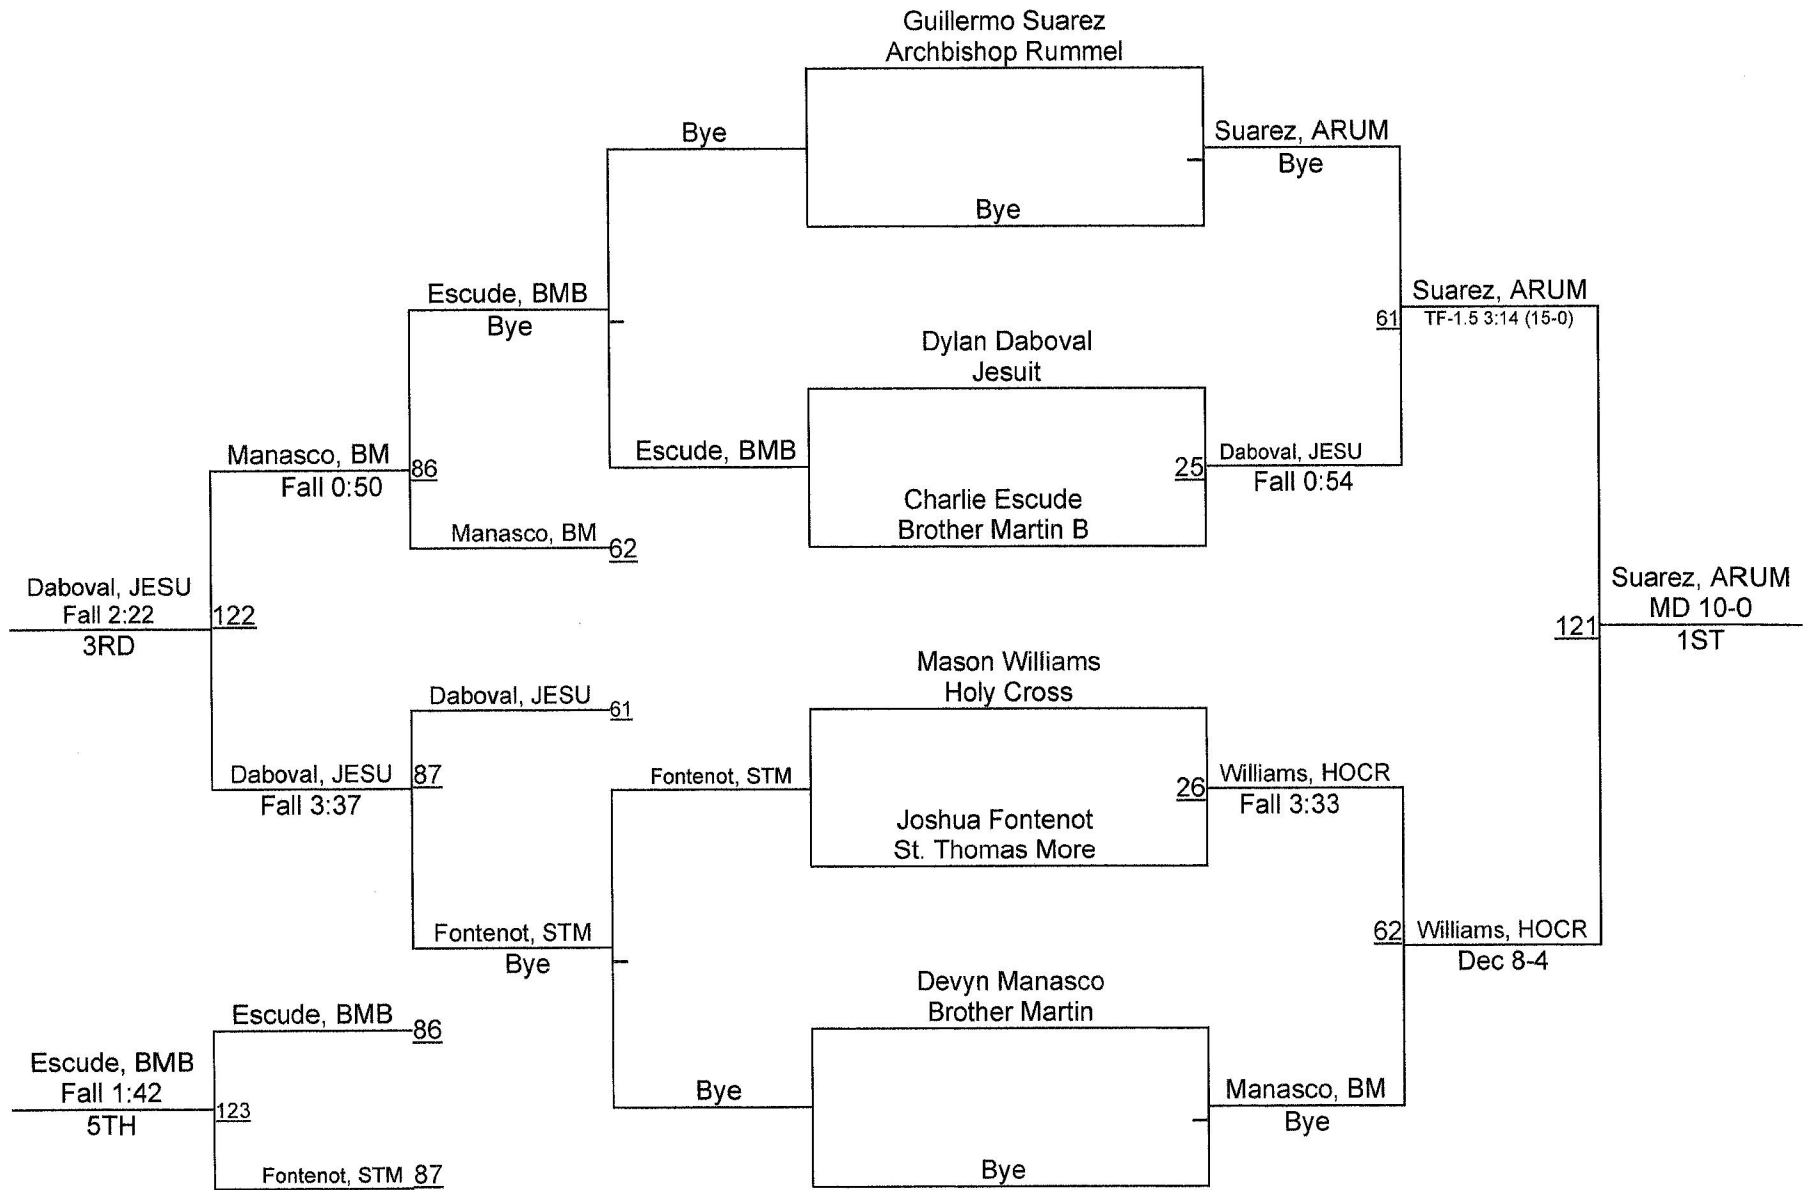 Guillermo Suarez
Archbishop Rummel
Bye
Suarez, ARUM
Bye
Bye
Escude, BMB
Bye
Suarez, ARUM
61
TF-1.5 3:14 (15-0)
Dylan Daboval
Jesuit
Manasco, BM
86
Fall 0:50
Escude, BMB
25
Daboval, JESU
Fall 0:54
Charlie Escude
Brother Martin B
Manasco, BM
62
Daboval, JESU
Fall 2:22
122
3RD
Suarez, ARUM
MD 10-0
121
1ST
Mason Williams
Holy Cross
Daboval, JESU
61
Daboval, JESU
87
Fall 3:37
Fontenot, STM
26
Williams, HOCR
Fall 3:33
Joshua Fontenot
St. Thomas More
Fontenot, STM
Bye
62
Williams, HOCR
Dec 8-4
Devyn Manasco
Brother Martin
Escude, BMB
86
Escude, BMB
Fall 1:42
123
5TH
Bye
Manasco, BM
Bye
Fontenot, STM
87
Bye